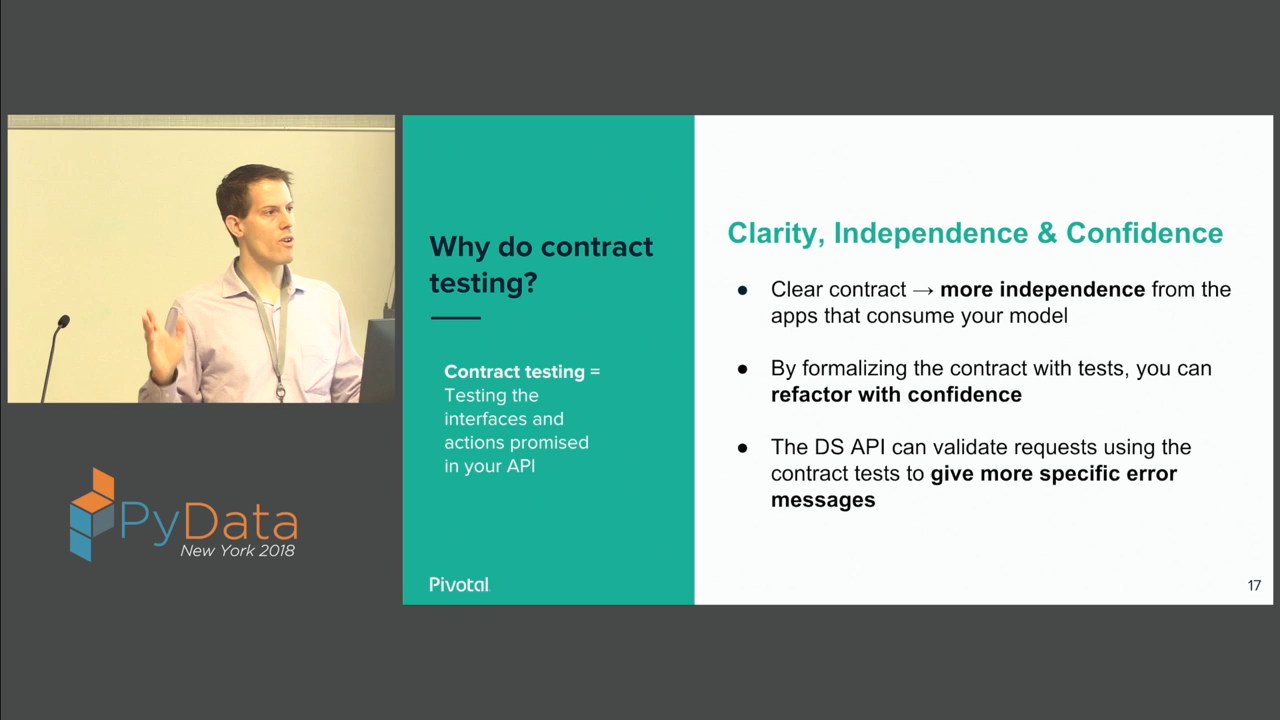 Why do contract
testing?
Contract testing =
Testing the
interfaces and
actions promised
in your API
Pivotal
Clarity, Independence & Confidence
● Clear contract → more independence from the
apps that consume your model
● By formalizing the contract with tests, you can
refactor with confidence
● The DS API can validate requests using the
contract tests to give more specific error
messages
17
PyData
New York 2018